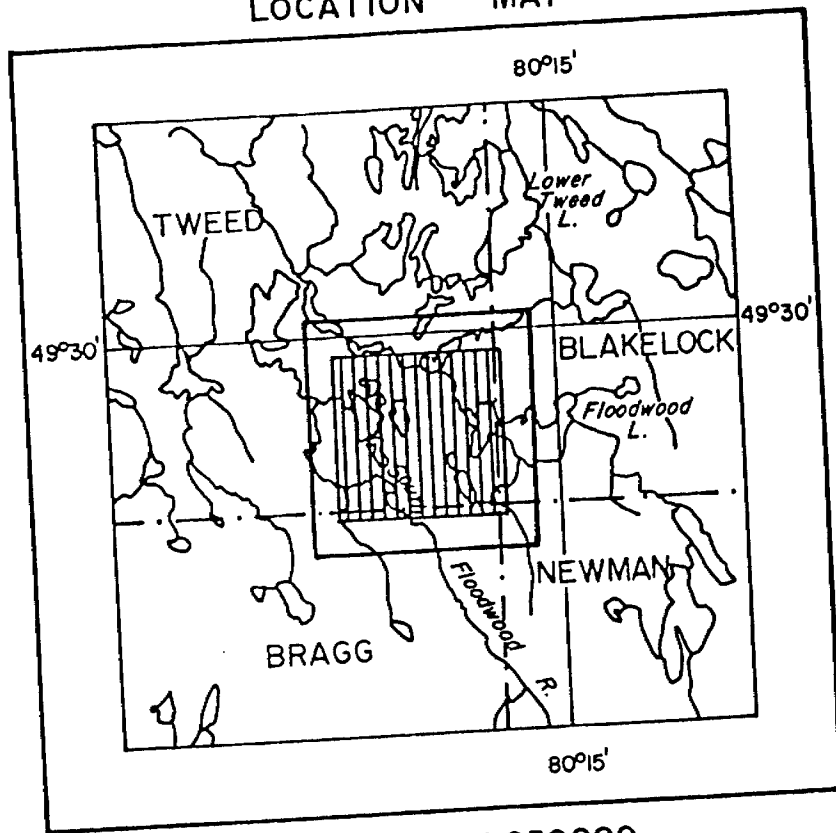 LOCATION MAP
80°15'
Lower
Tweed
L.
TWEED
49°30'
49°30'
BLAKELOCK
Floodwood
L.
NEWMAN
Floodwood
R.
BRAGG
80°15'